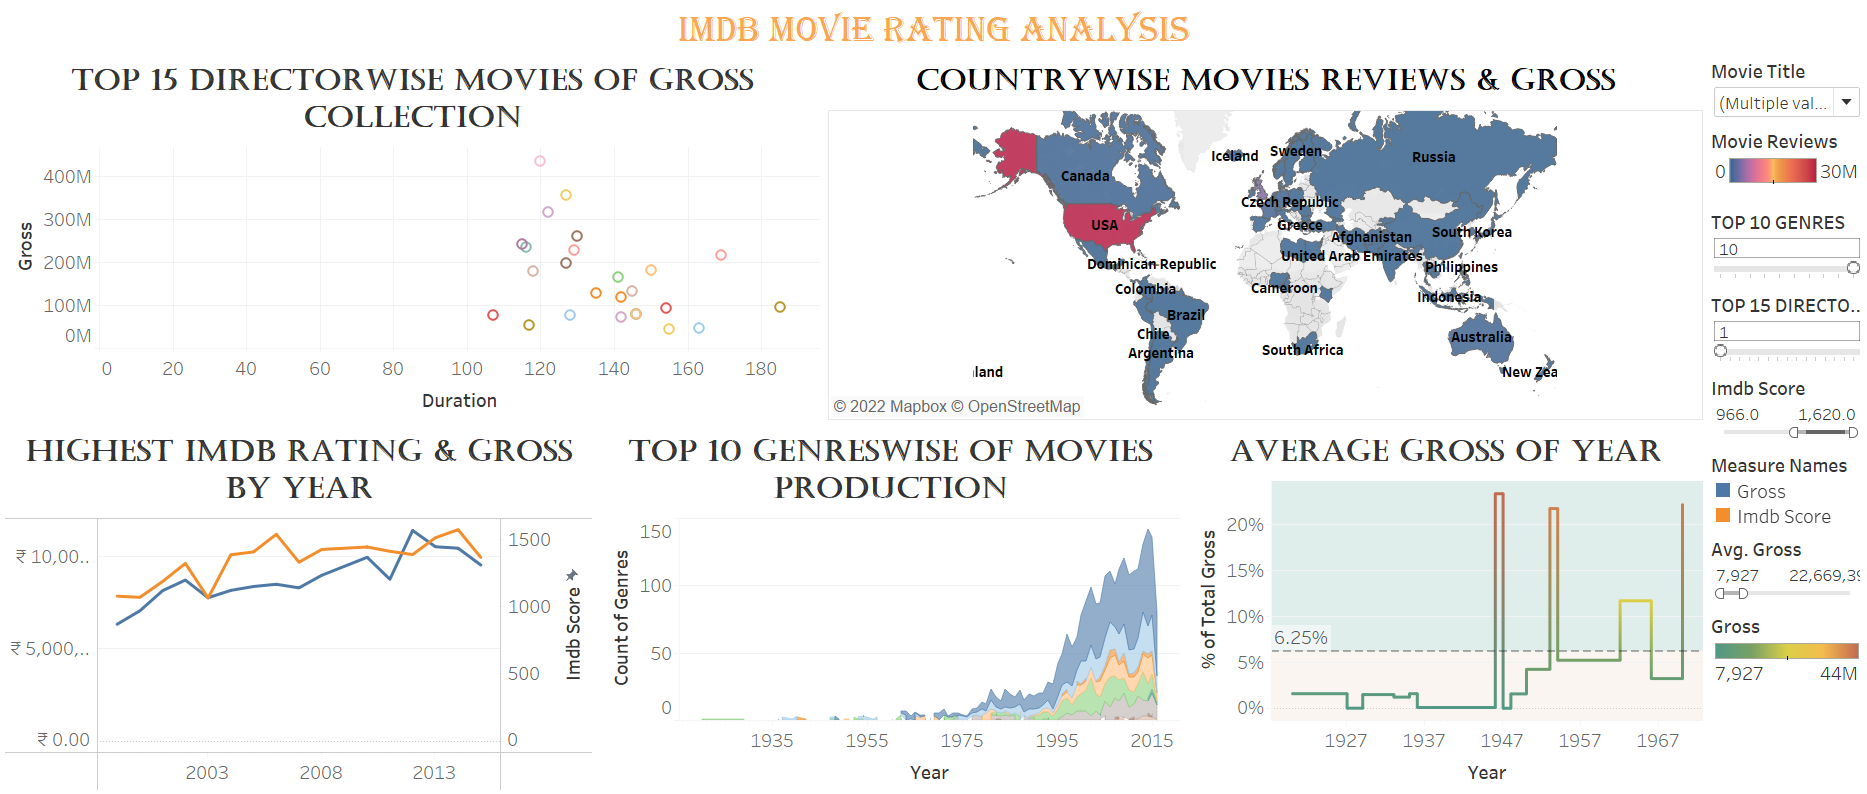 IMDB MOVIE RATING ANALYSIS
TOP 15 DIRECTORWISE MOVIES OF GROSS
COLLECTION
400M
300M
200M
100M
0M
Gross
0 20 40 60 80 100 120 140 160 180
Duration
COUNTRYWISE MOVIES REVIEWS & GROSS
Iceland
Sweden
Russia
Canada
Czech Republic
USA
Greece
South Korea
Afghanistan
United Arab Emirates
Dominican Republic
Philippines
Colombia
Cameroon
Indonesia
Brazil
Chile
Australia
Argentina
South Africa
land
New Zea
© 2022 Mapbox © OpenStreetMap
Movie Title
(Multiple val...
Movie Reviews
0 30M
TOP 10 GENRES
10
TOP 15 DIRECTO..
1
Imdb Score
966.0 1,620.0
Measure Names
Gross
Imdb Score
Avg. Gross
7,927 22,669,39
Gross
7,927 44M
HIGHEST IMDB RATING & GROSS
BY YEAR
₹ 10,00..
₹ 5,000,..
₹ 0.00
1500
1000
500
0
Imdb Score
2003 2008 2013
TOP 10 GENRESWISE OF MOVIES
PRODUCTION
150
100
50
0
Count of Genres
1935 1955 1975 1995 2015
Year
AVERAGE GROSS OF YEAR
20%
15%
10%
5%
0%
% of Total Gross
6.25%
1927 1937 1947 1957 1967
Year